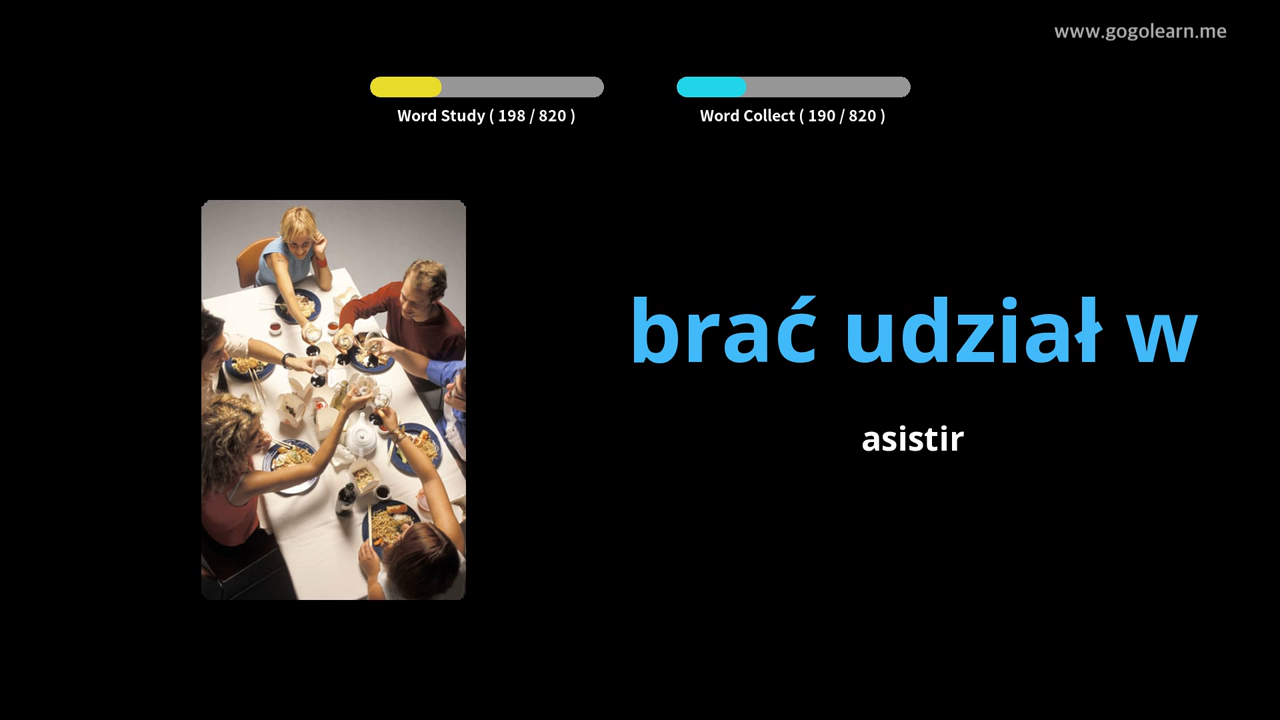 www.gogolearn.me
Word Study ( 198 / 820 )
Word Collect ( 190 / 820 )
brać udział w
asistir